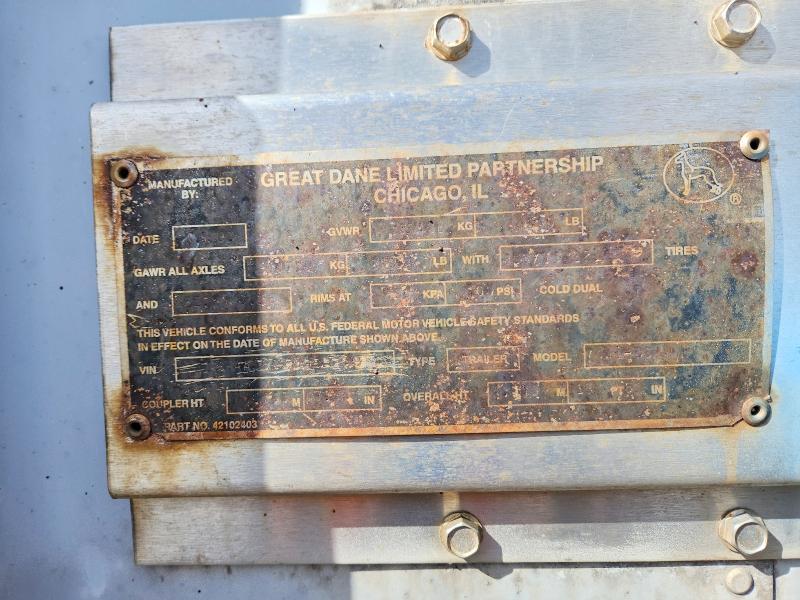 MANUFACTURED BY: GREAT DANE LIMITED PARTNERSHIP
CHICAGO, IL
®
DATE GVWR KG LB
GAWR ALL AXLES KG LB WITH TIRES
AND RIMS AT KPA PSI COLD DUAL
THIS VEHICLE CONFORMS TO ALL U.S. FEDERAL MOTOR VEHICLE SAFETY STANDARDS
IN EFFECT ON THE DATE OF MANUFACTURE SHOWN ABOVE.
VIN TYPE TRAILER MODEL
COUPLER HT M IN OVERALL HT M FT IN
PART NO. 42102403